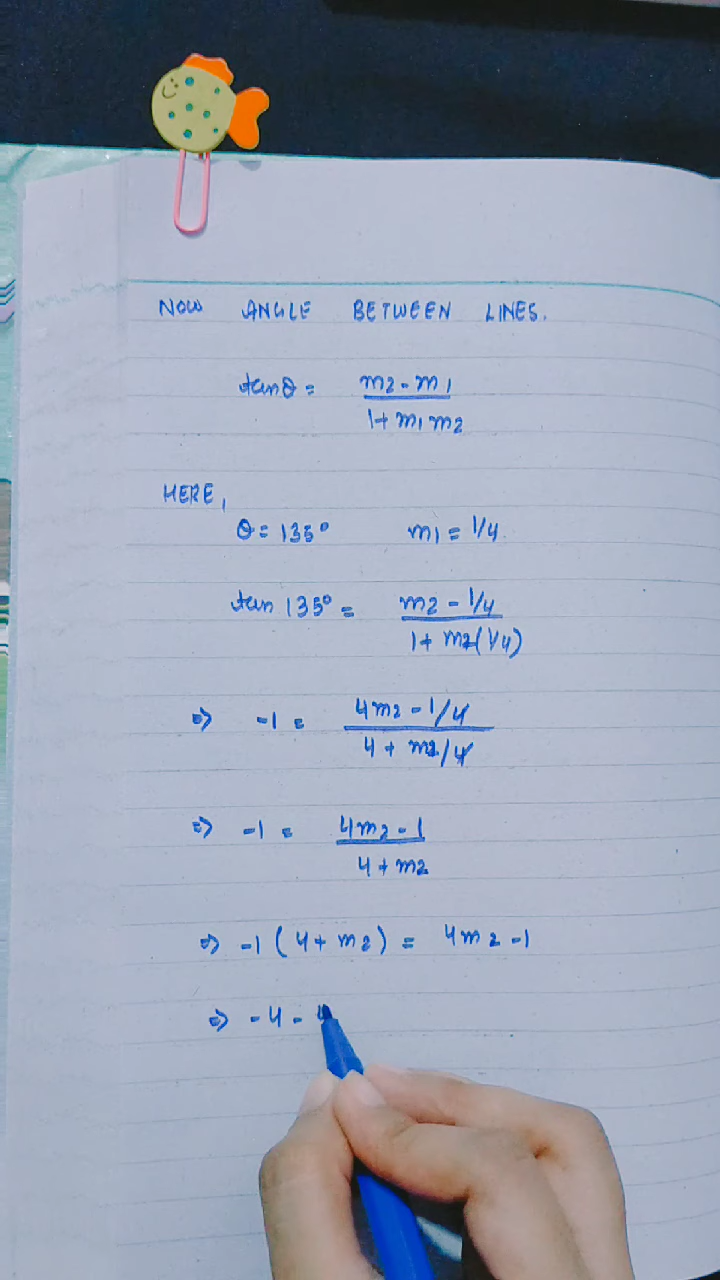 NOW ANGLE BETWEEN LINES.
tanθ = m2 - m1 / 1 + m1 m2
HERE,
θ = 135° m1 = 1/4
tan 135° = m2 - 1/4 / 1 + m2(1/4)
⇒ -1 = 4m2 - 1/4 / 4 + m2/4
⇒ -1 = 4m2 - 1 / 4 + m2
⇒ -1 ( 4 + m2 ) = 4m2 - 1
⇒ - 4 -